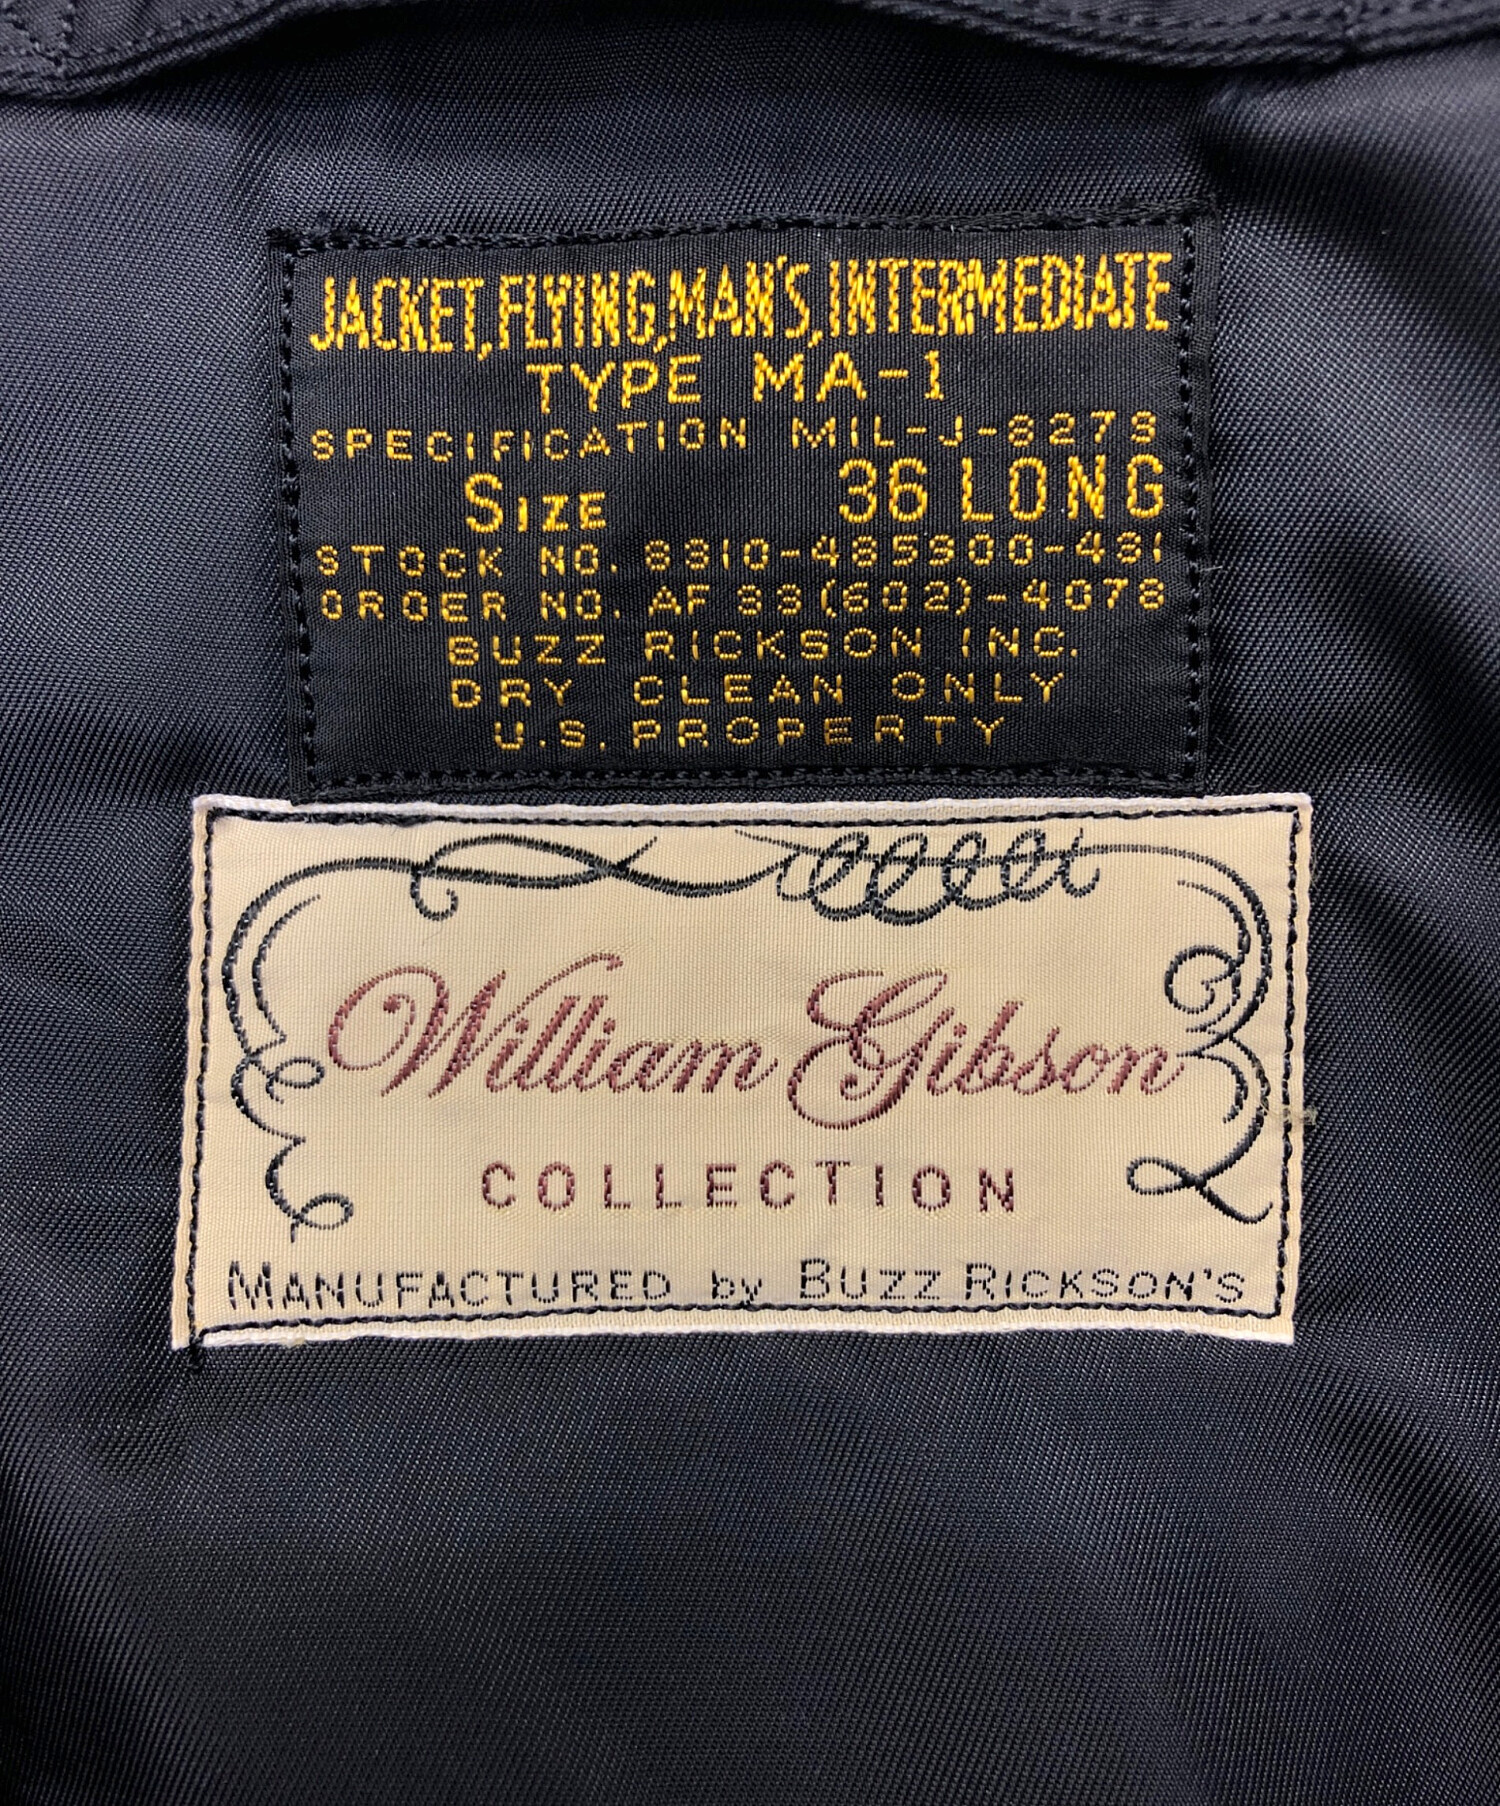 JACKET, FLYING, MAN'S, INTERMEDIATE
TYPE MA-1
SPECIFICATION MIL-J-8279
SIZE 36 LONG
STOCK NO. 8310-485900-431
ORDER NO. AF 33(602)-4078
BUZZ RICKSON INC.
DRY CLEAN ONLY
U.S. PROPERTY
William Gibson
COLLECTION
MANUFACTURED by BUZZ RICKSON'S